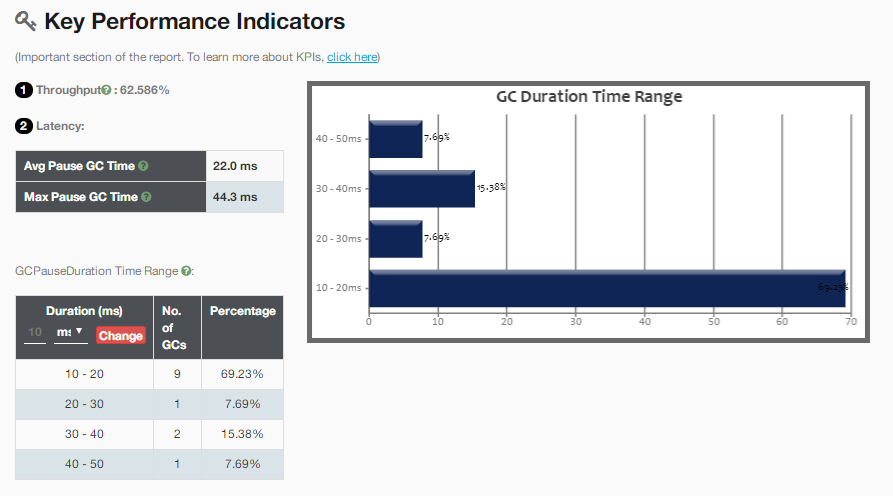 Key Performance Indicators
(Important section of the report. To learn more about KPIs, click here)
1 Throughput : 62.586%
2 Latency:
Avg Pause GC Time 22.0 ms
Max Pause GC Time 44.3 ms
GCPauseDuration Time Range :
Duration (ms) No. of GCs Percentage
10 ms Change
10 - 20 9 69.23%
20 - 30 1 7.69%
30 - 40 2 15.38%
40 - 50 1 7.69%
GC Duration Time Range
40 - 50ms 7.69%
30 - 40ms 15.38%
20 - 30ms 7.69%
10 - 20ms 69.23%
0 10 20 30 40 50 60 70